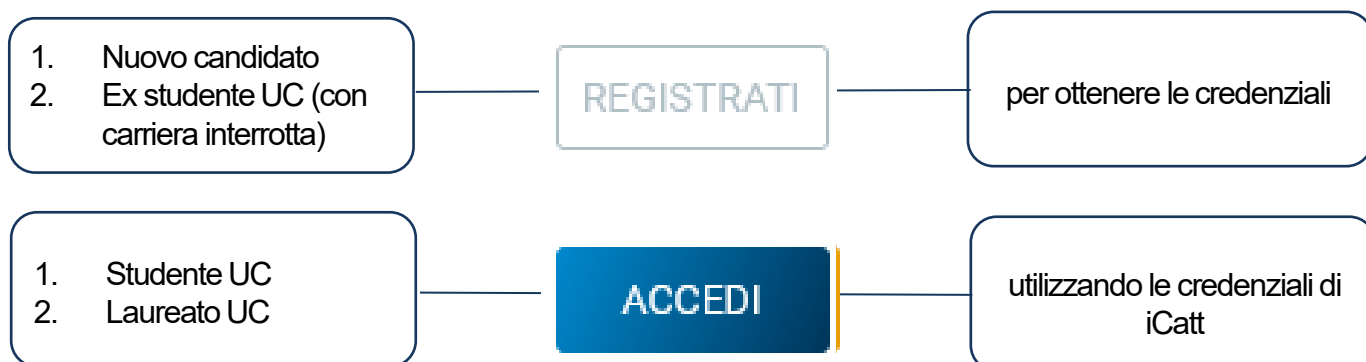 1. Nuovo candidato
2. Ex studente UC (con
carriera interrotta)
REGISTRATI
per ottenere le credenziali
1. Studente UC
2. Laureato UC
ACCEDI
utilizzando le credenziali di
iCatt